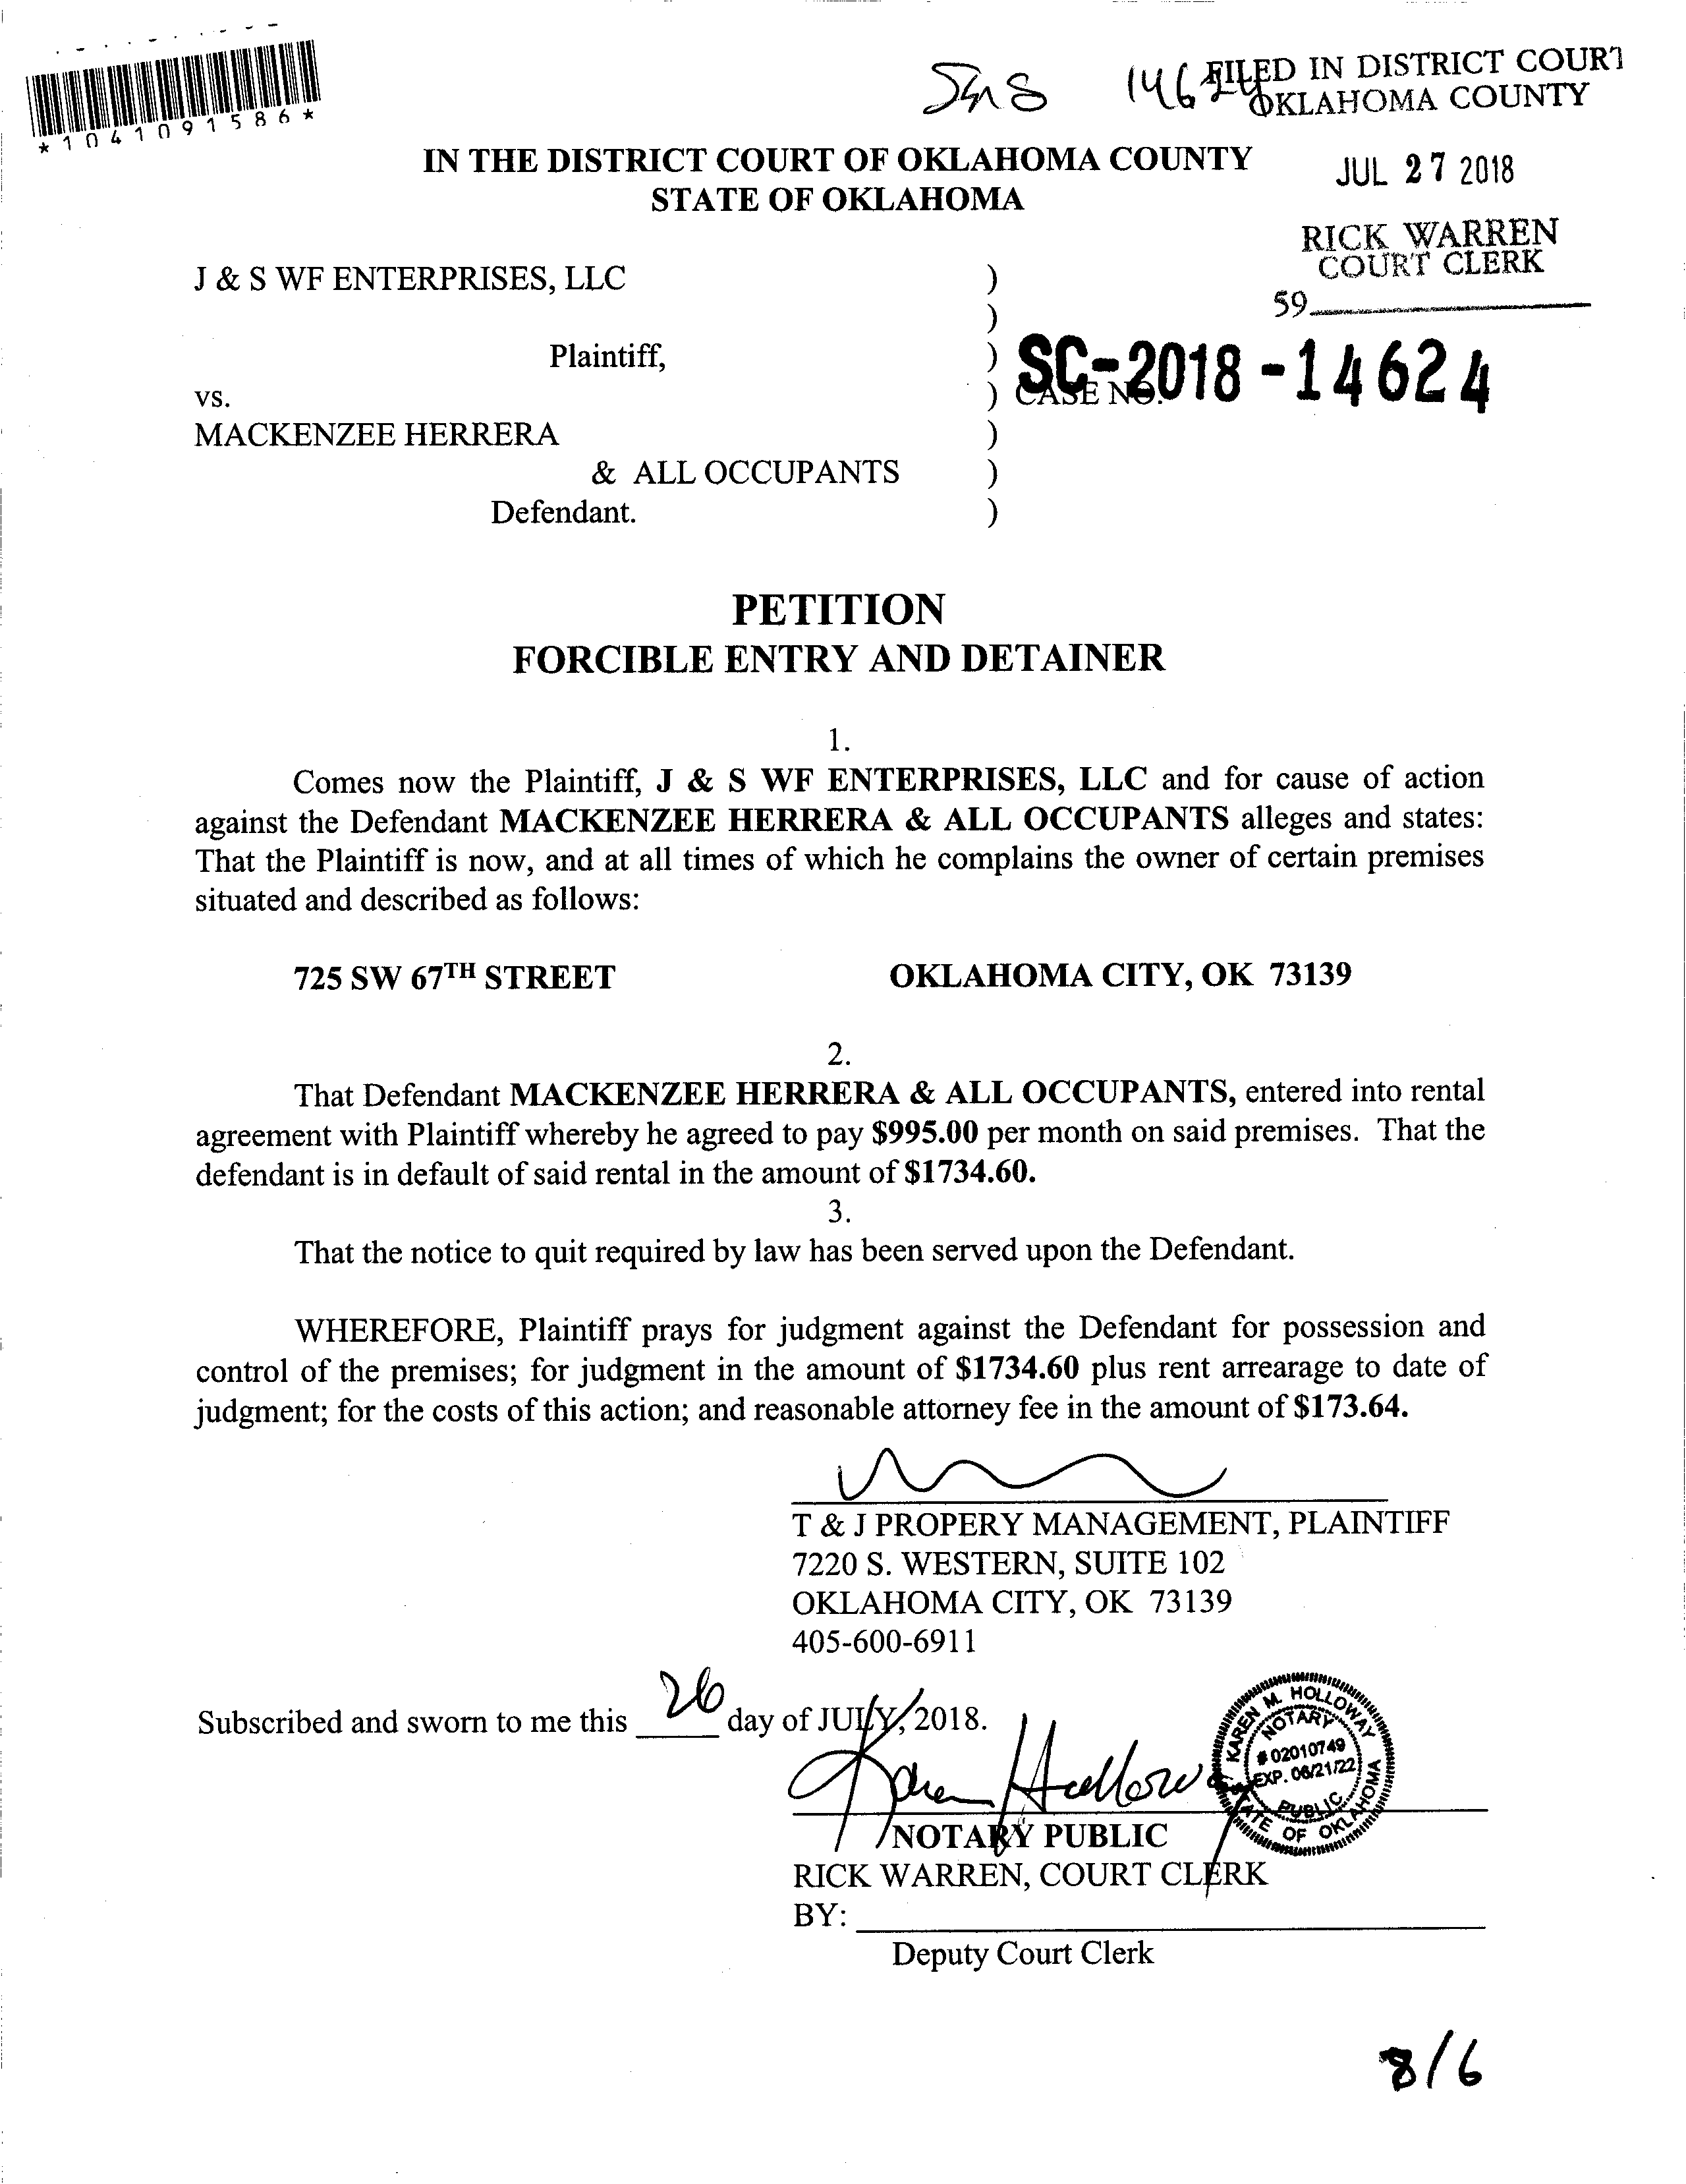 *1041091586*
FILED IN DISTRICT COURT
OKLAHOMA COUNTY
IN THE DISTRICT COURT OF OKLAHOMA COUNTY
STATE OF OKLAHOMA
JUL 27 2018
RICK WARREN
COURT CLERK
59
J & S WF ENTERPRISES, LLC )
)
Plaintiff, )
SC-2018-14624
vs. ) CASE NO.
MACKENZEE HERRERA )
& ALL OCCUPANTS )
Defendant. )
PETITION
FORCIBLE ENTRY AND DETAINER
1.
Comes now the Plaintiff, J & S WF ENTERPRISES, LLC and for cause of action
against the Defendant MACKENZEE HERRERA & ALL OCCUPANTS alleges and states:
That the Plaintiff is now, and at all times of which he complains the owner of certain premises
situated and described as follows:
725 SW 67TH STREET OKLAHOMA CITY, OK 73139
2.
That Defendant MACKENZEE HERRERA & ALL OCCUPANTS, entered into rental
agreement with Plaintiff whereby he agreed to pay $995.00 per month on said premises. That the
defendant is in default of said rental in the amount of $1734.60.
3.
That the notice to quit required by law has been served upon the Defendant.
WHEREFORE, Plaintiff prays for judgment against the Defendant for possession and
control of the premises; for judgment in the amount of $1734.60 plus rent arrearage to date of
judgment; for the costs of this action; and reasonable attorney fee in the amount of $173.64.
T & J PROPERY MANAGEMENT, PLAINTIFF
7220 S. WESTERN, SUITE 102
OKLAHOMA CITY, OK 73139
405-600-6911
Subscribed and sworn to me this 26 day of JULY, 2018.
Karen Holloway
KAREN M. HOLLOWAY
NOTARY
# 02010749
EXP. 06/21/22
PUBLIC
STATE OF OKLAHOMA
NOTARY PUBLIC
RICK WARREN, COURT CLERK
BY:
Deputy Court Clerk
8/6